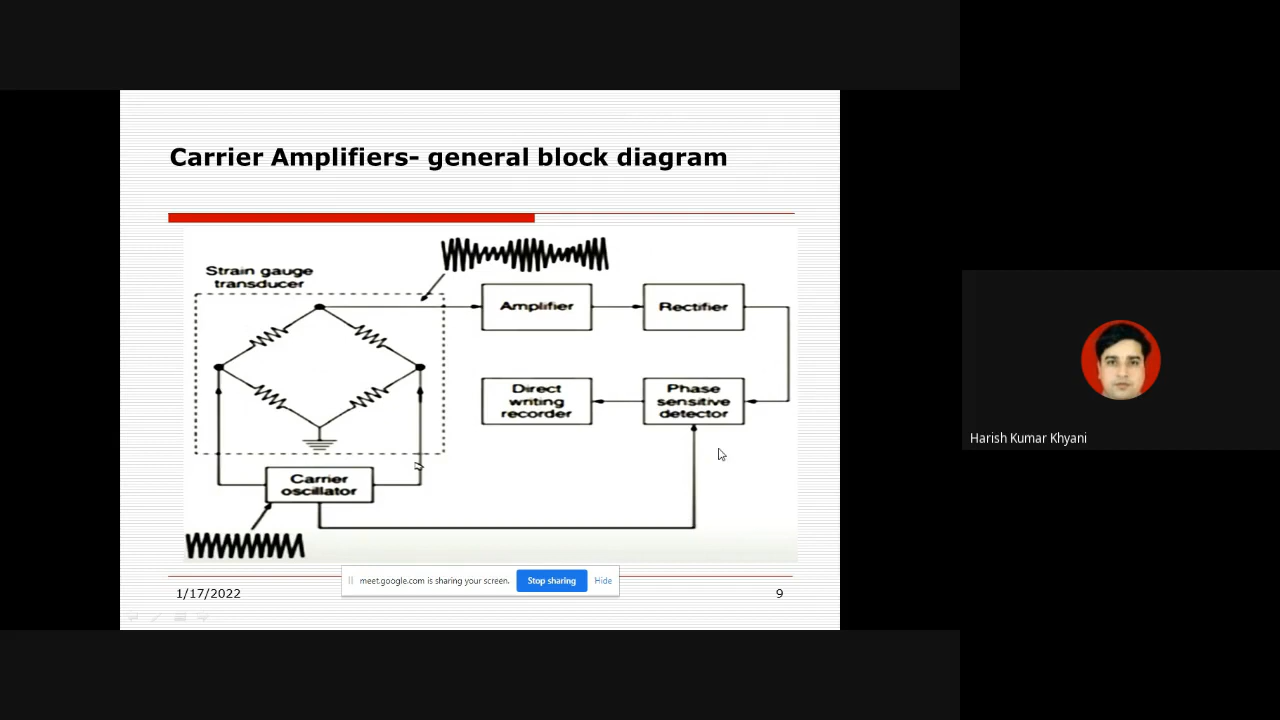 Carrier Amplifiers- general block diagram
Strain gauge
transducer
Amplifier
Rectifier
Direct
writing
recorder
Phase
sensitive
detector
Carrier
oscillator
meet.google.com is sharing your screen.
Stop sharing
Hide
1/17/2022
9
Harish Kumar Khyani